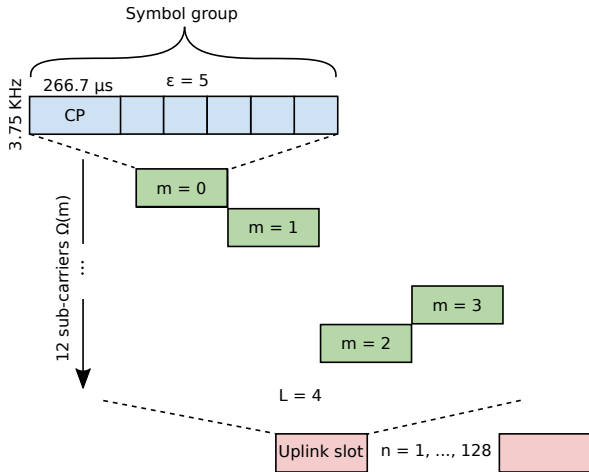 Symbol group
266.7 μs
ε = 5
3.75 KHz
CP
m = 0
m = 1
12 sub-carriers Ω(m)
...
m = 3
m = 2
L = 4
Uplink slot
n = 1, ..., 128